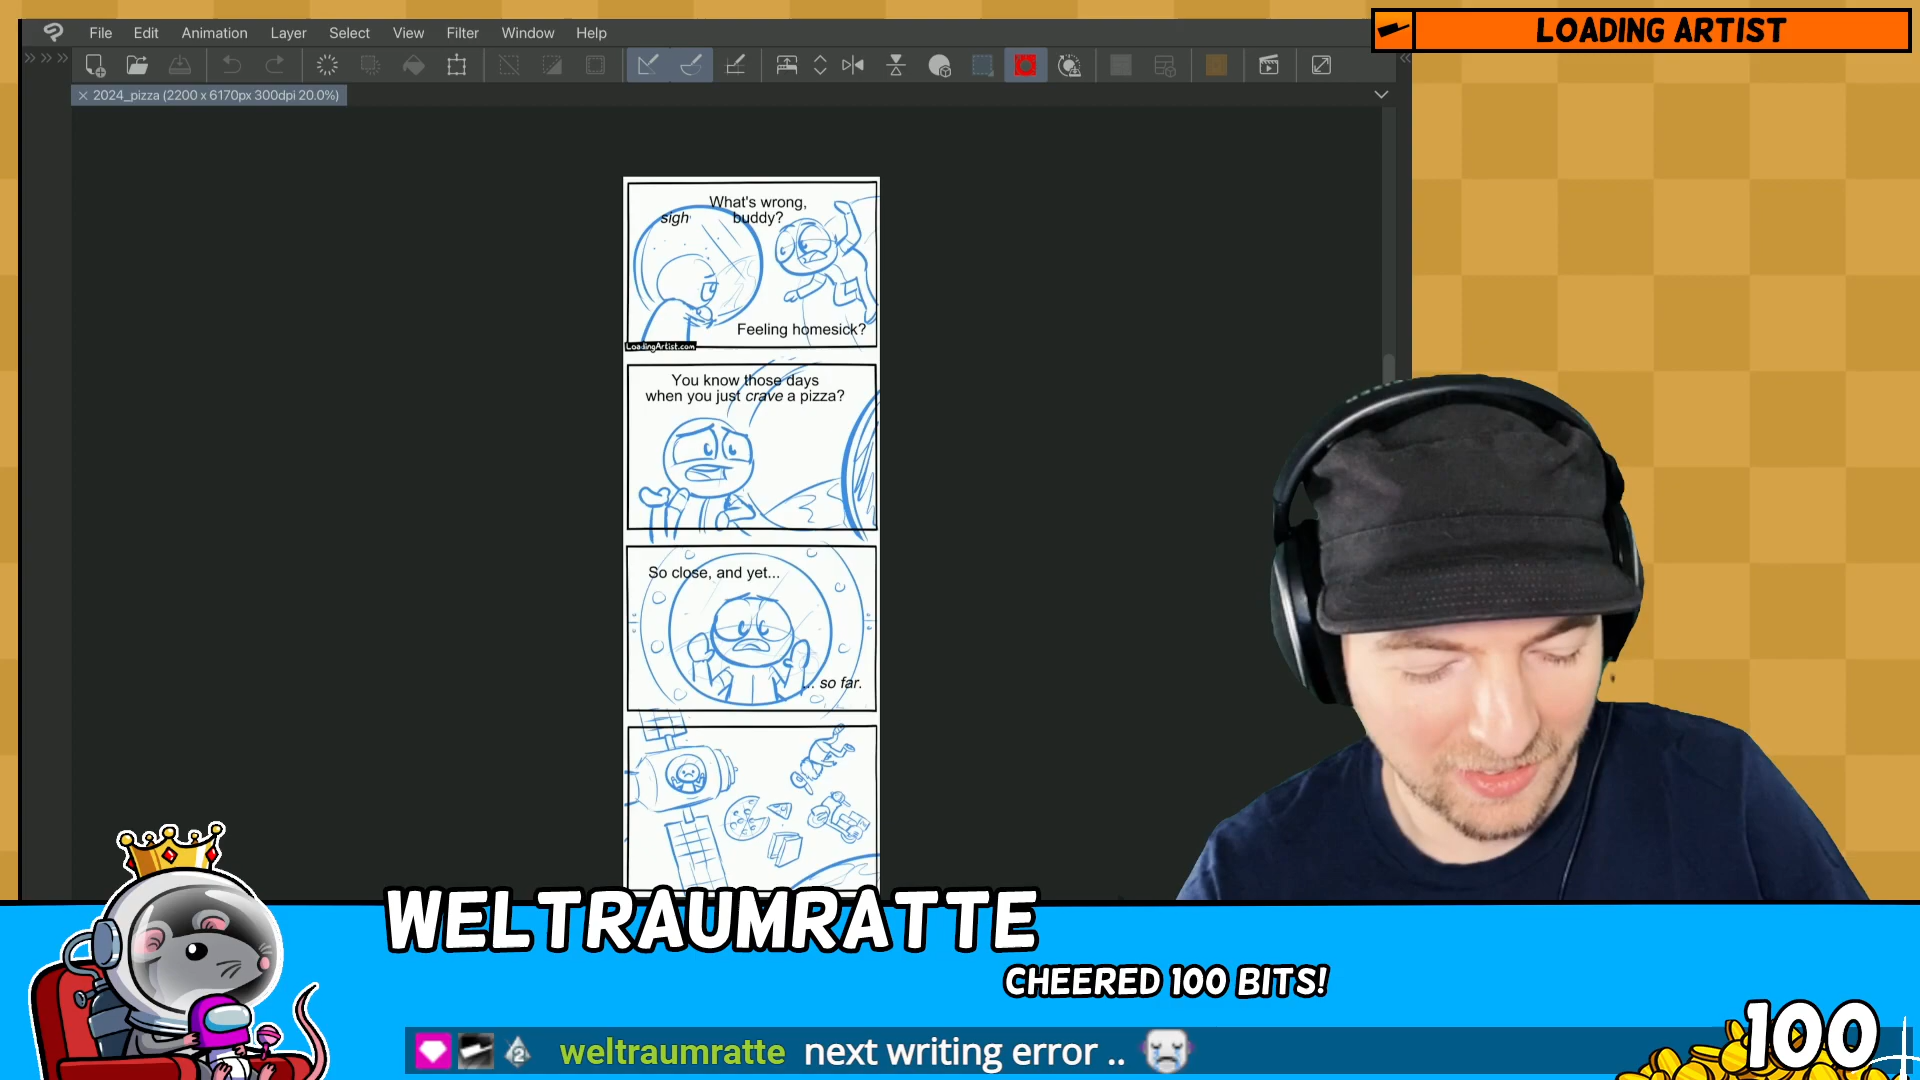 LOADING ARTIST
File Edit Animation Layer Select View Filter Window Help
2024_pizza (2200 x 6170px 300dpi 20.0%)
What's wrong,
buddy?
sigh
Feeling homesick?
LoadingArtist.com
You know those days
when you just crave a pizza?
So close, and yet...
... so far.
WELTRAUMRATTE
CHEERED 100 BITS!
100
2 weltraumratte next writing error ..